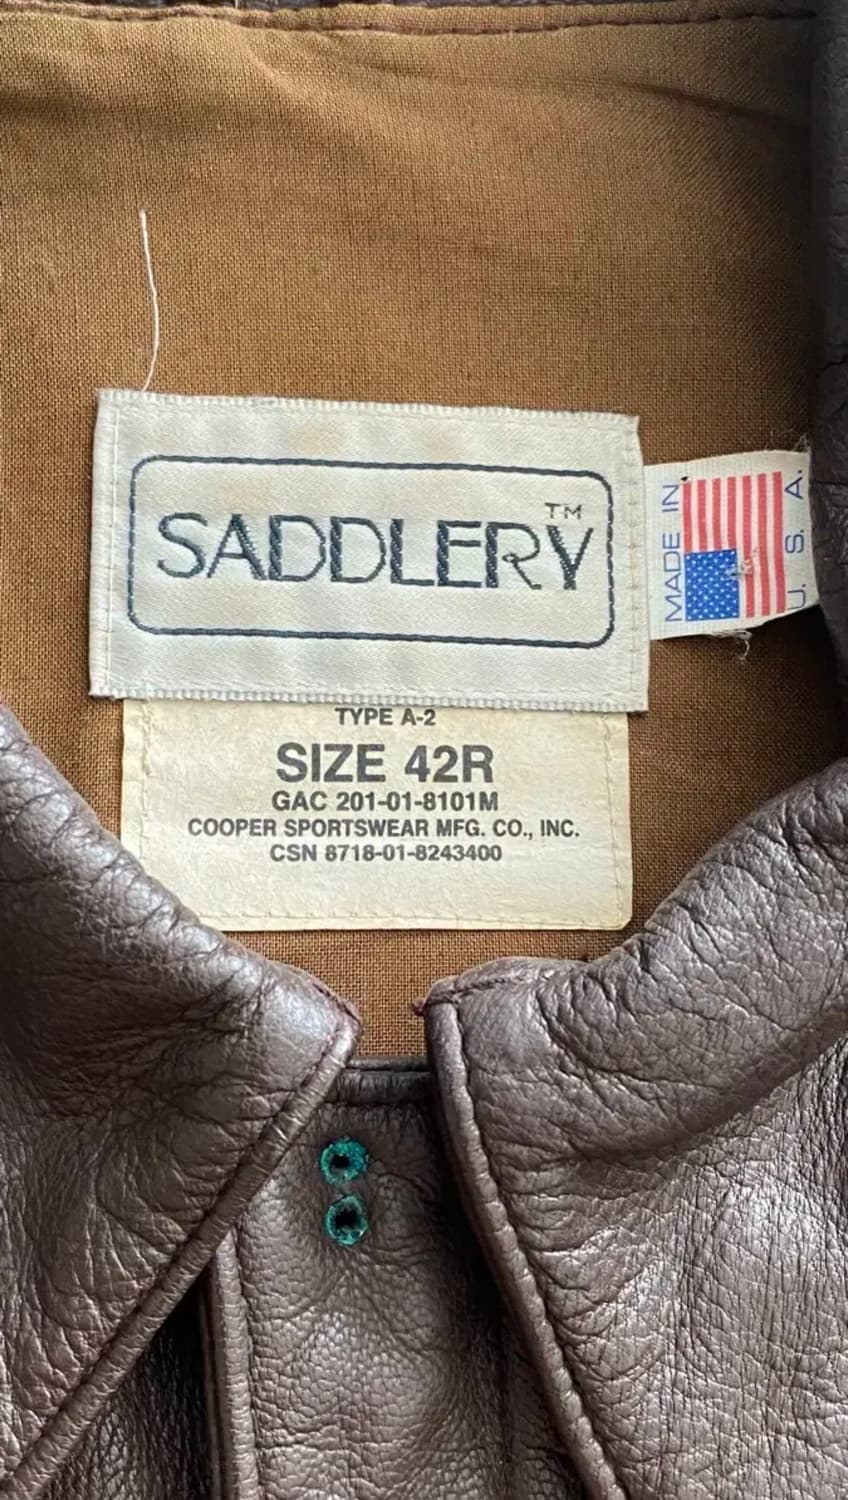 SADDLERY™
MADE IN
U. S. A.
TYPE A-2
SIZE 42R
GAC 201-01-8101M
COOPER SPORTSWEAR MFG. CO., INC.
CSN 8718-01-8243400